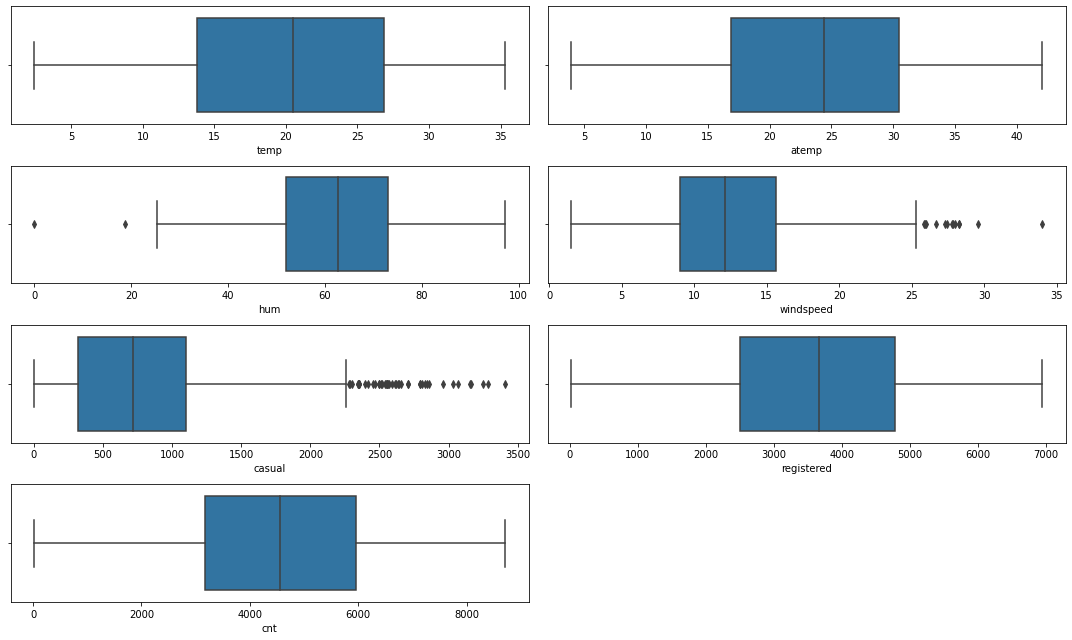 5 10 15 20 25 30 35
temp
5 10 15 20 25 30 35 40
atemp
0 20 40 60 80 100
hum
0 5 10 15 20 25 30 35
windspeed
0 500 1000 1500 2000 2500 3000 3500
casual
0 1000 2000 3000 4000 5000 6000 7000
registered
0 2000 4000 6000 8000
cnt